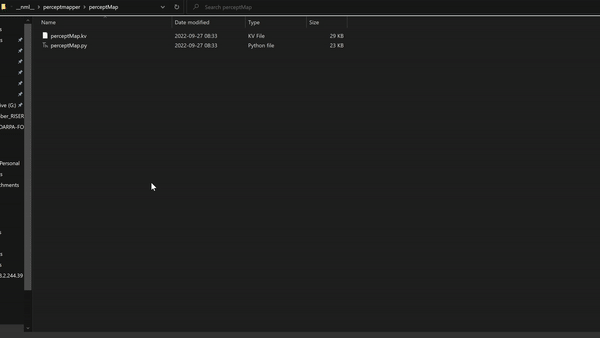 __nml__ > perceptmapper > perceptMap
Search perceptMap
Name Date modified Type Size
perceptMap.kv 2022-09-27 08:33 KV File 29 KB
perceptMap.py 2022-09-27 08:33 Python file 23 KB
ive (G:)
ber_RISER
DARPA-FO
Personal
s
chments
s
s
s
3.2.244.39